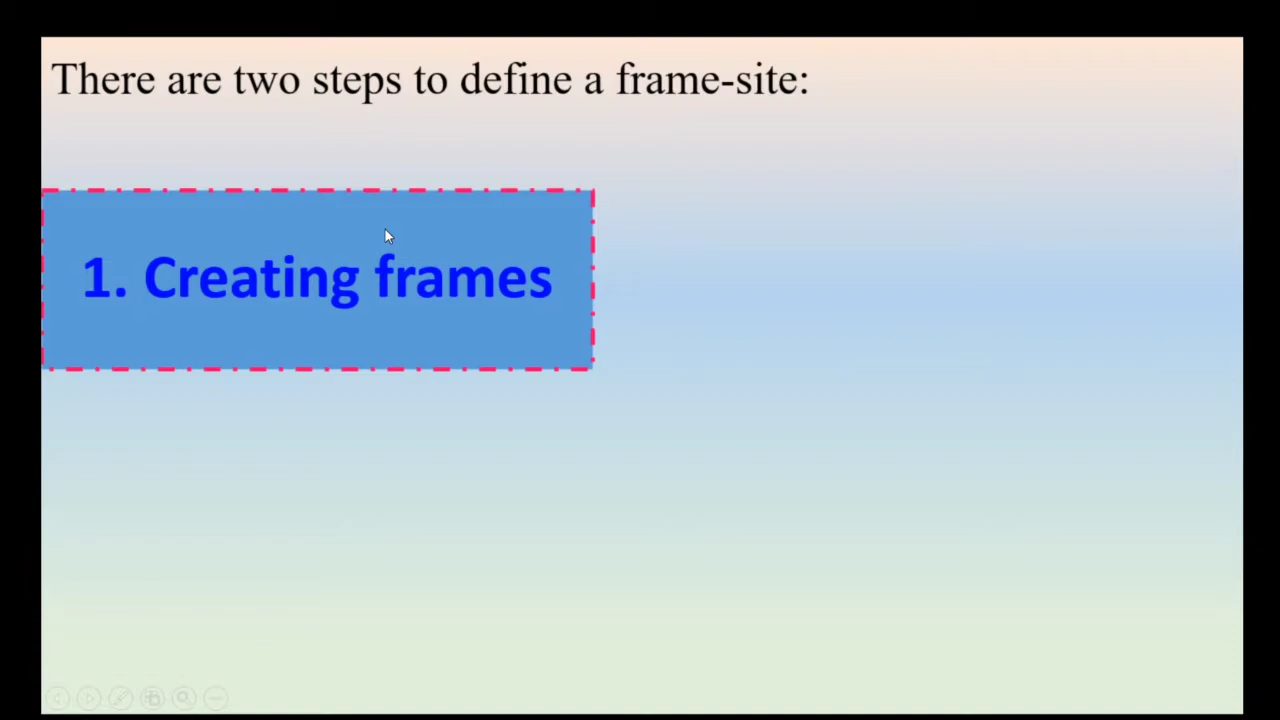 There are two steps to define a frame-site:
1. Creating frames